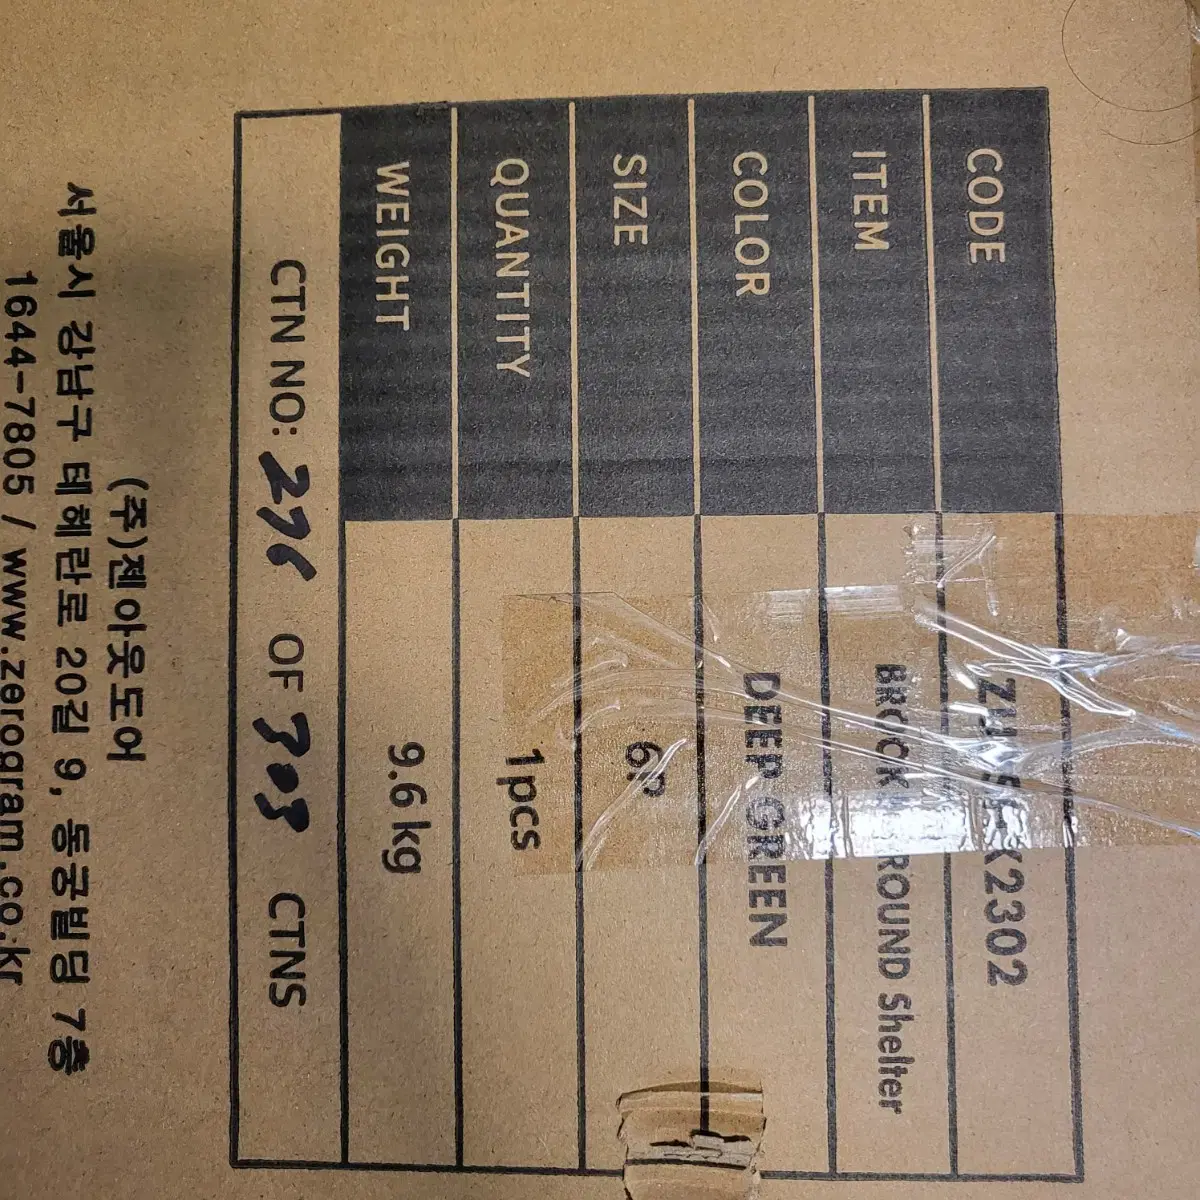 CODE
ITEM BROCK ROUND Shelter
COLOR DEEP GREEN
SIZE 6P
QUANTITY 1pcs
WEIGHT 9.6 kg
CTN NO: 276 OF 303 CTNS
(주)젠아웃도어
서울시 강남구 테헤란로 20길 9, 동궁빌딩 7층
1644-7805 / www.zerogram.co.kr